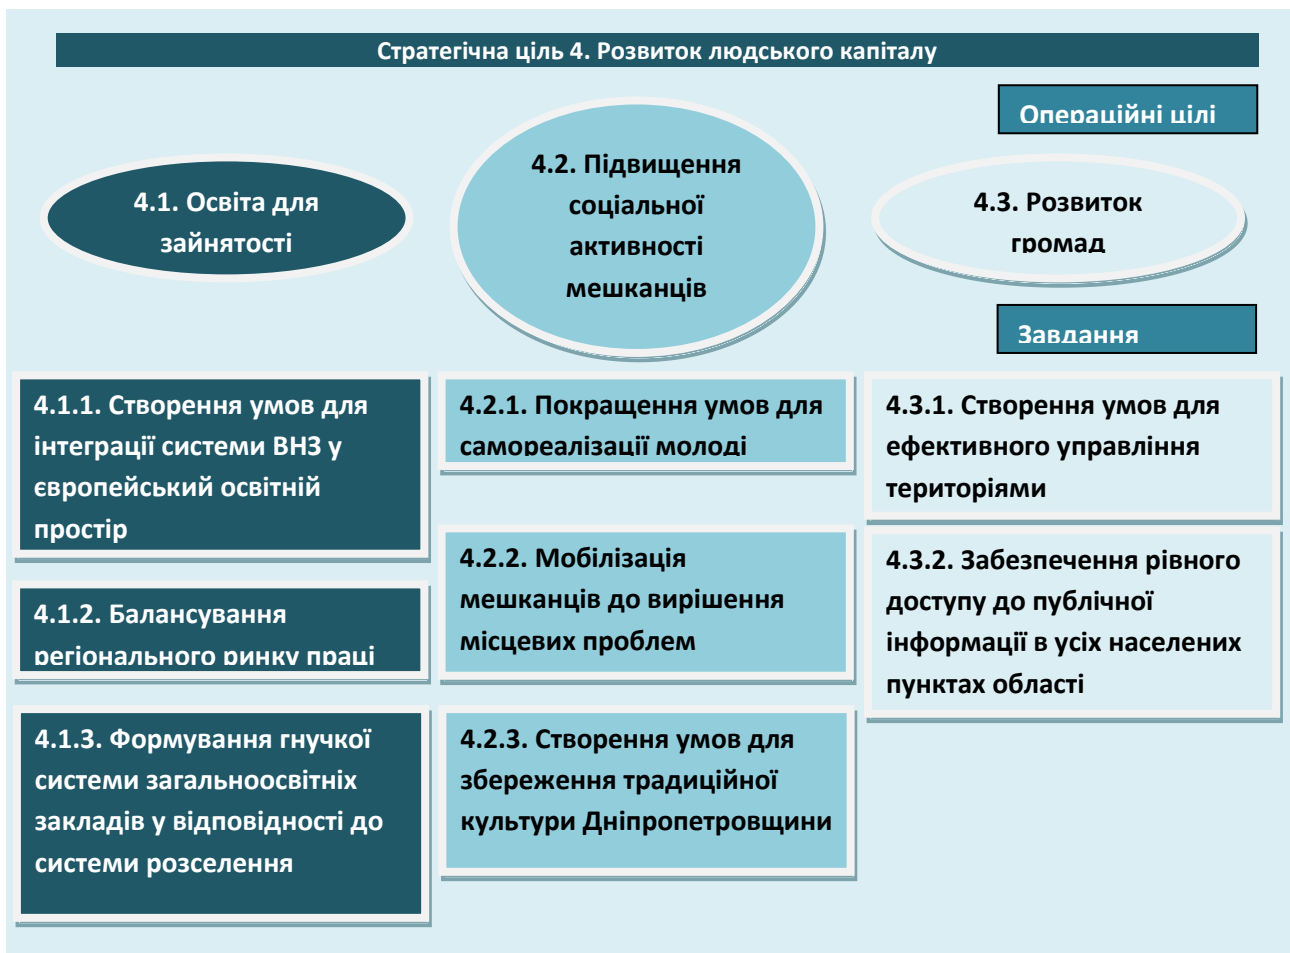 Стратегічна ціль 4. Розвиток людського капіталу
Операційні цілі
4.1. Освіта для
зайнятості
4.2. Підвищення
соціальної
активності
мешканців
4.3. Розвиток
громад
Завдання
4.1.1. Створення умов для
інтеграції системи ВНЗ у
європейський освітній
простір
4.1.2. Балансування
регіонального ринку праці
4.1.3. Формування гнучкої
системи загальноосвітніх
закладів у відповідності до
системи розселення
4.2.1. Покращення умов для
самореалізації молоді
4.2.2. Мобілізація
мешканців до вирішення
місцевих проблем
4.2.3. Створення умов для
збереження традиційної
культури Дніпропетровщини
4.3.1. Створення умов для
ефективного управління
територіями
4.3.2. Забезпечення рівного
доступу до публічної
інформації в усіх населених
пунктах області